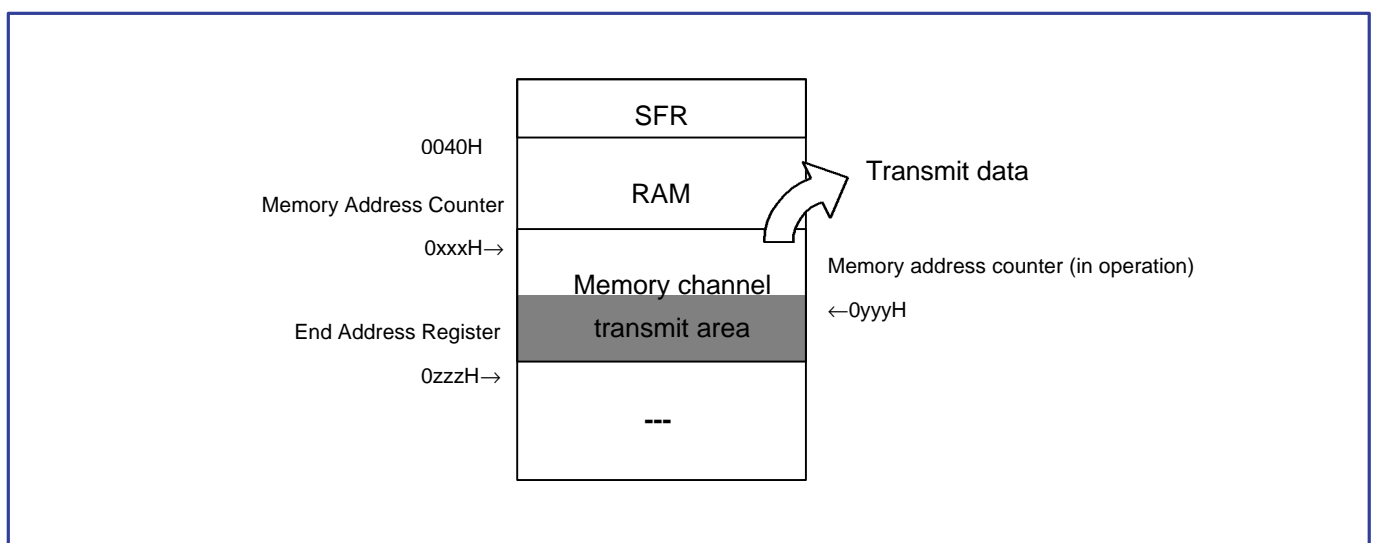 SFR
0040H
RAM
Transmit data
Memory Address Counter
0xxxH→
Memory channel
Memory address counter (in operation)
←0yyyH
End Address Register
transmit area
0zzzH→
---